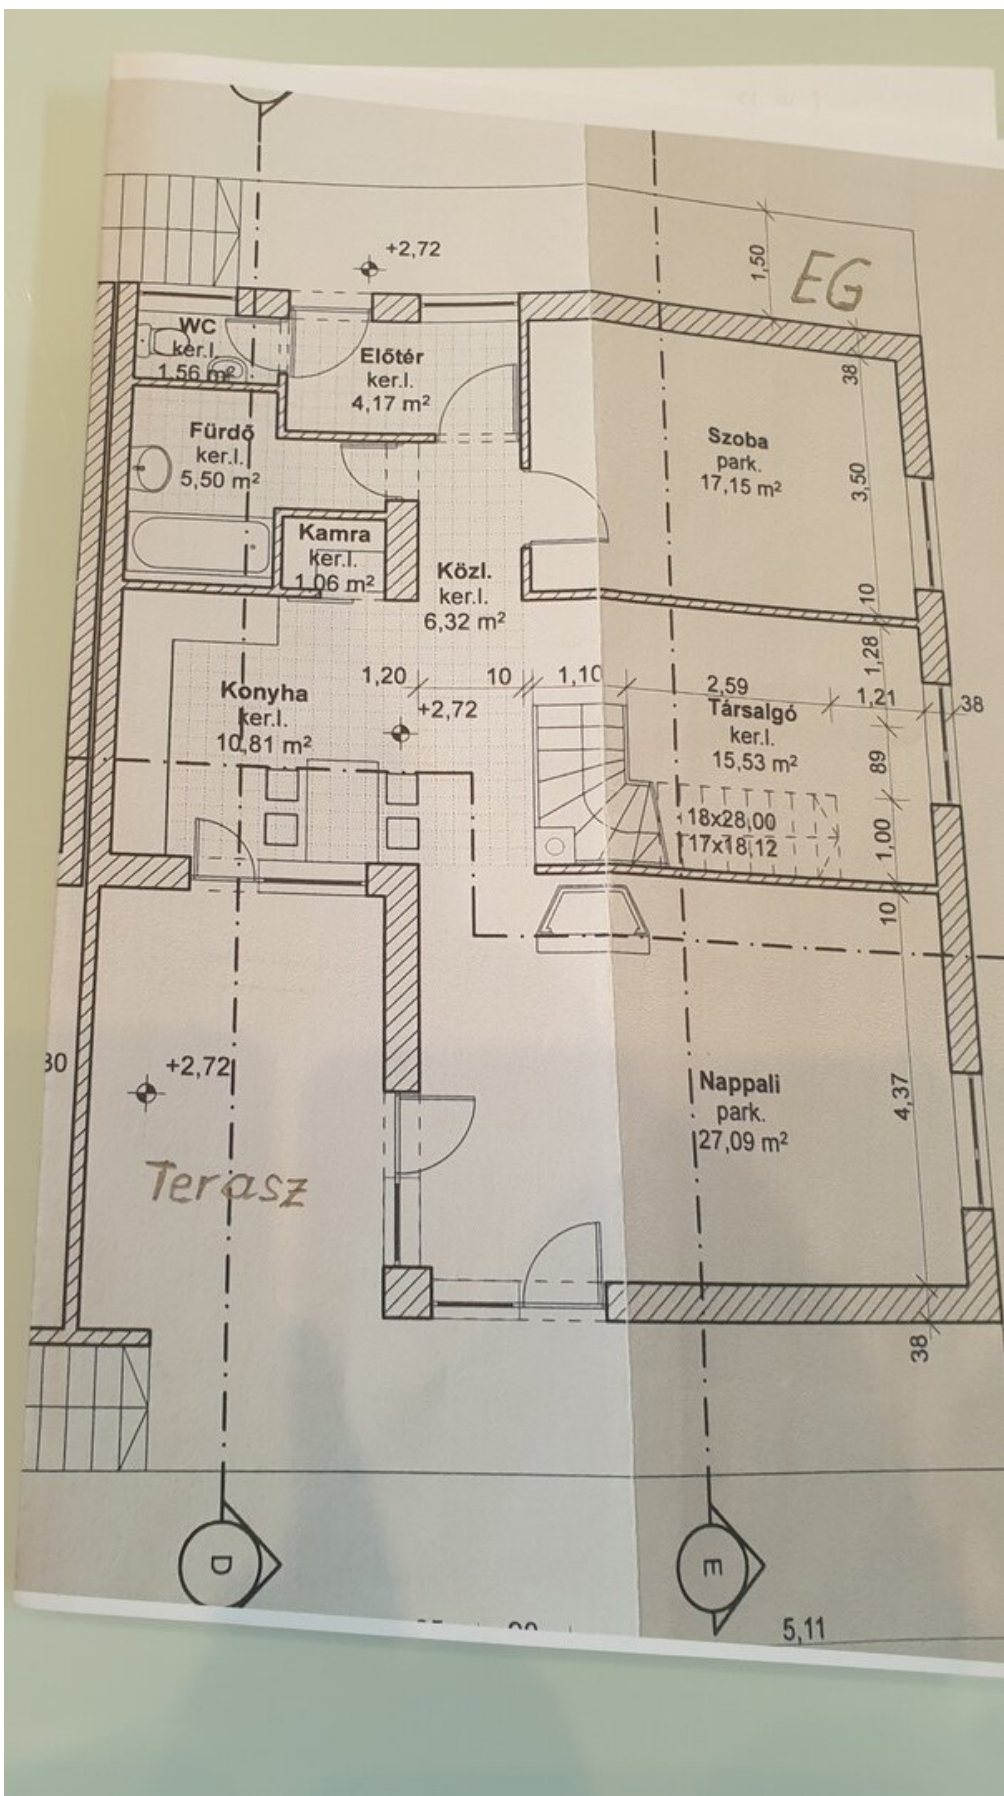 +2,72
1,50
EG
WC
ker.l.
1,56 m²
Előtér
ker.l.
4,17 m²
38
Fürdő
ker.l.
5,50 m²
Szoba
park.
17,15 m²
3,50
Kamra
ker.l.
1,06 m²
Közl.
ker.l.
6,32 m²
10
1,28
1,20
10
1,10
2,59
1,21
38
Konyha
ker.l.
10,81 m²
+2,72
Társalgó
ker.l.
15,53 m²
89
18x28,00
17x18,12
1,00
10
+2,72
Nappali
park.
27,09 m²
4,37
Terasz
38
D
E
5,11